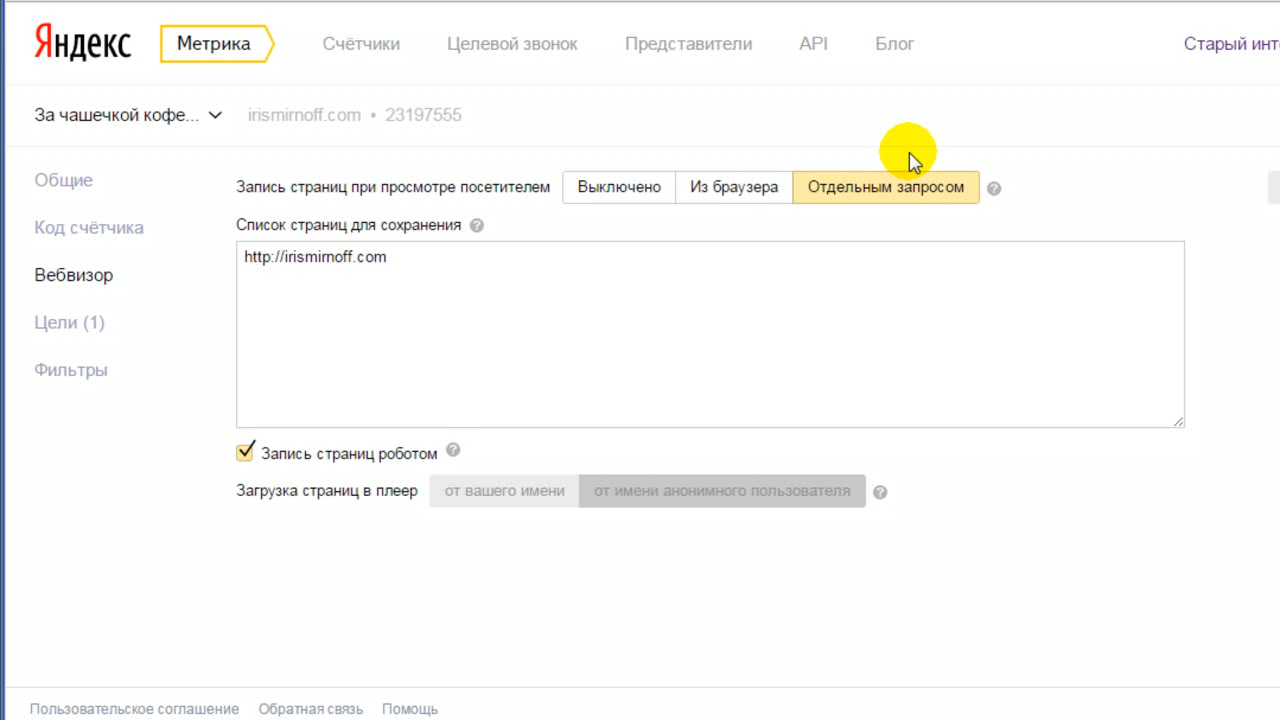 Яндекс Метрика Счётчики Целевой звонок Представители API Блог Старый инт
За чашечкой кофе... irismirnoff.com • 23197555
Общие
Код счётчика
Вебвизор
Цели (1)
Фильтры
Запись страниц при просмотре посетителем Выключено Из браузера Отдельным запросом ?
Список страниц для сохранения ?
http://irismirnoff.com
Запись страниц роботом ?
Загрузка страниц в плеер от вашего имени от имени анонимного пользователя ?
Пользовательское соглашение Обратная связь Помощь